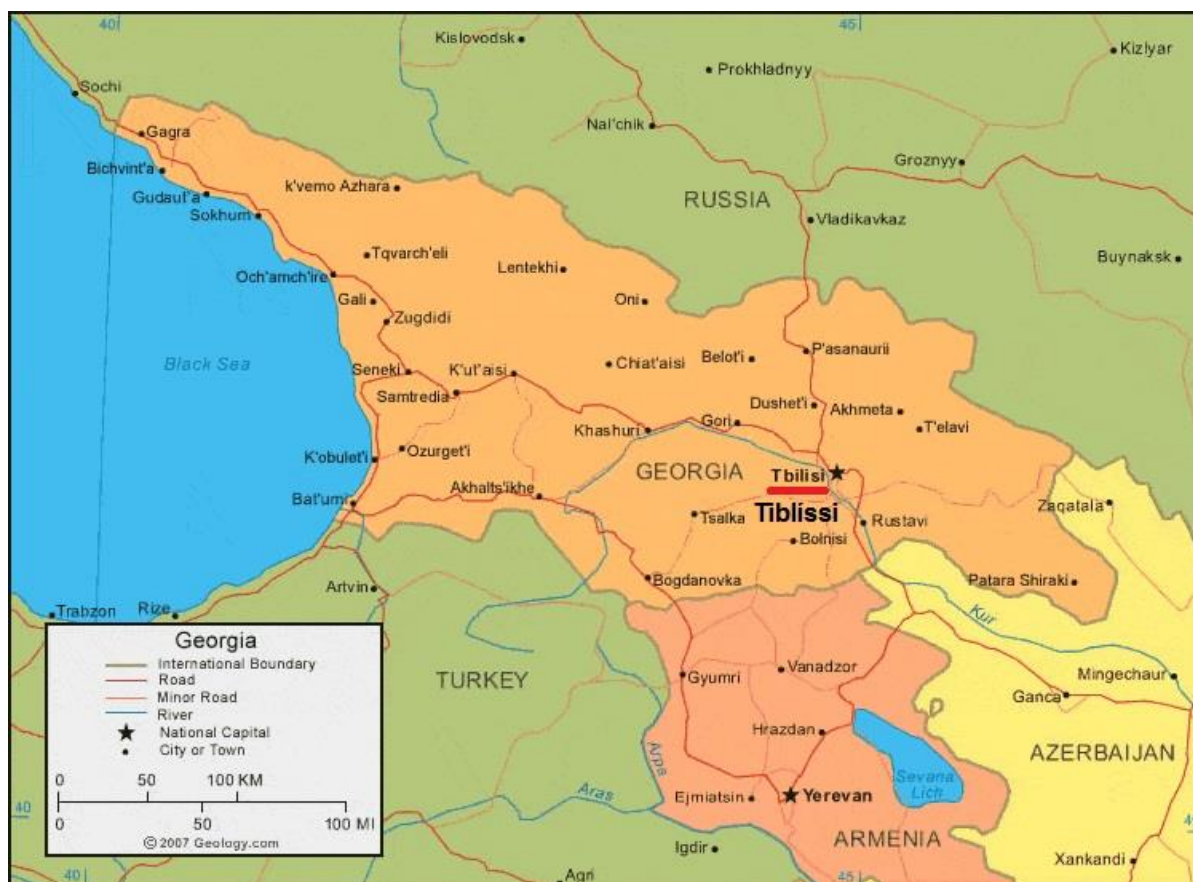 40
45
Kislovodsk
Kizlyar
Prokhladnyy
Sochi
Nal'chik
Gagra
Groznyy
Bichvint'a
k'vemo Azhara
Gudaut'a
RUSSIA
Sokhum
Vladikavkaz
Tqvarch'eli
Buynaksk
Lentekhi
Och'amch'ire
Gali
Oni
Zugdidi
Black Sea
P'asanaurii
Belot'i
Chiat'aisi
Seneki
K'ut'aisi
Samtredia
Dushet'i
Akhmeta
Gori
T'elavi
Khashuri
Ozurget'i
K'obulet'i
GEORGIA
Tbilisi
Akhalts'ikhe
Bat'umi
Zaqatala
Tiblissi
Tsalka
Rustavi
Bolnisi
Bogdanovka
Patara Shiraki
Artvin
Trabzon
Rize
Kur
Georgia
International Boundary
Road
Minor Road
River
National Capital
City or Town
0 50 100 KM
0 50 100 MI
© 2007 Geology.com
Vanadzor
Gyumri
TURKEY
Mingechaur
Ganca
Hrazdan
AZERBAIJAN
Arpa
Sevana
Lich
Aras
Ejmiatsin
Yerevan
40
ARMENIA
Igdir
Xankandi
40
Agri
45